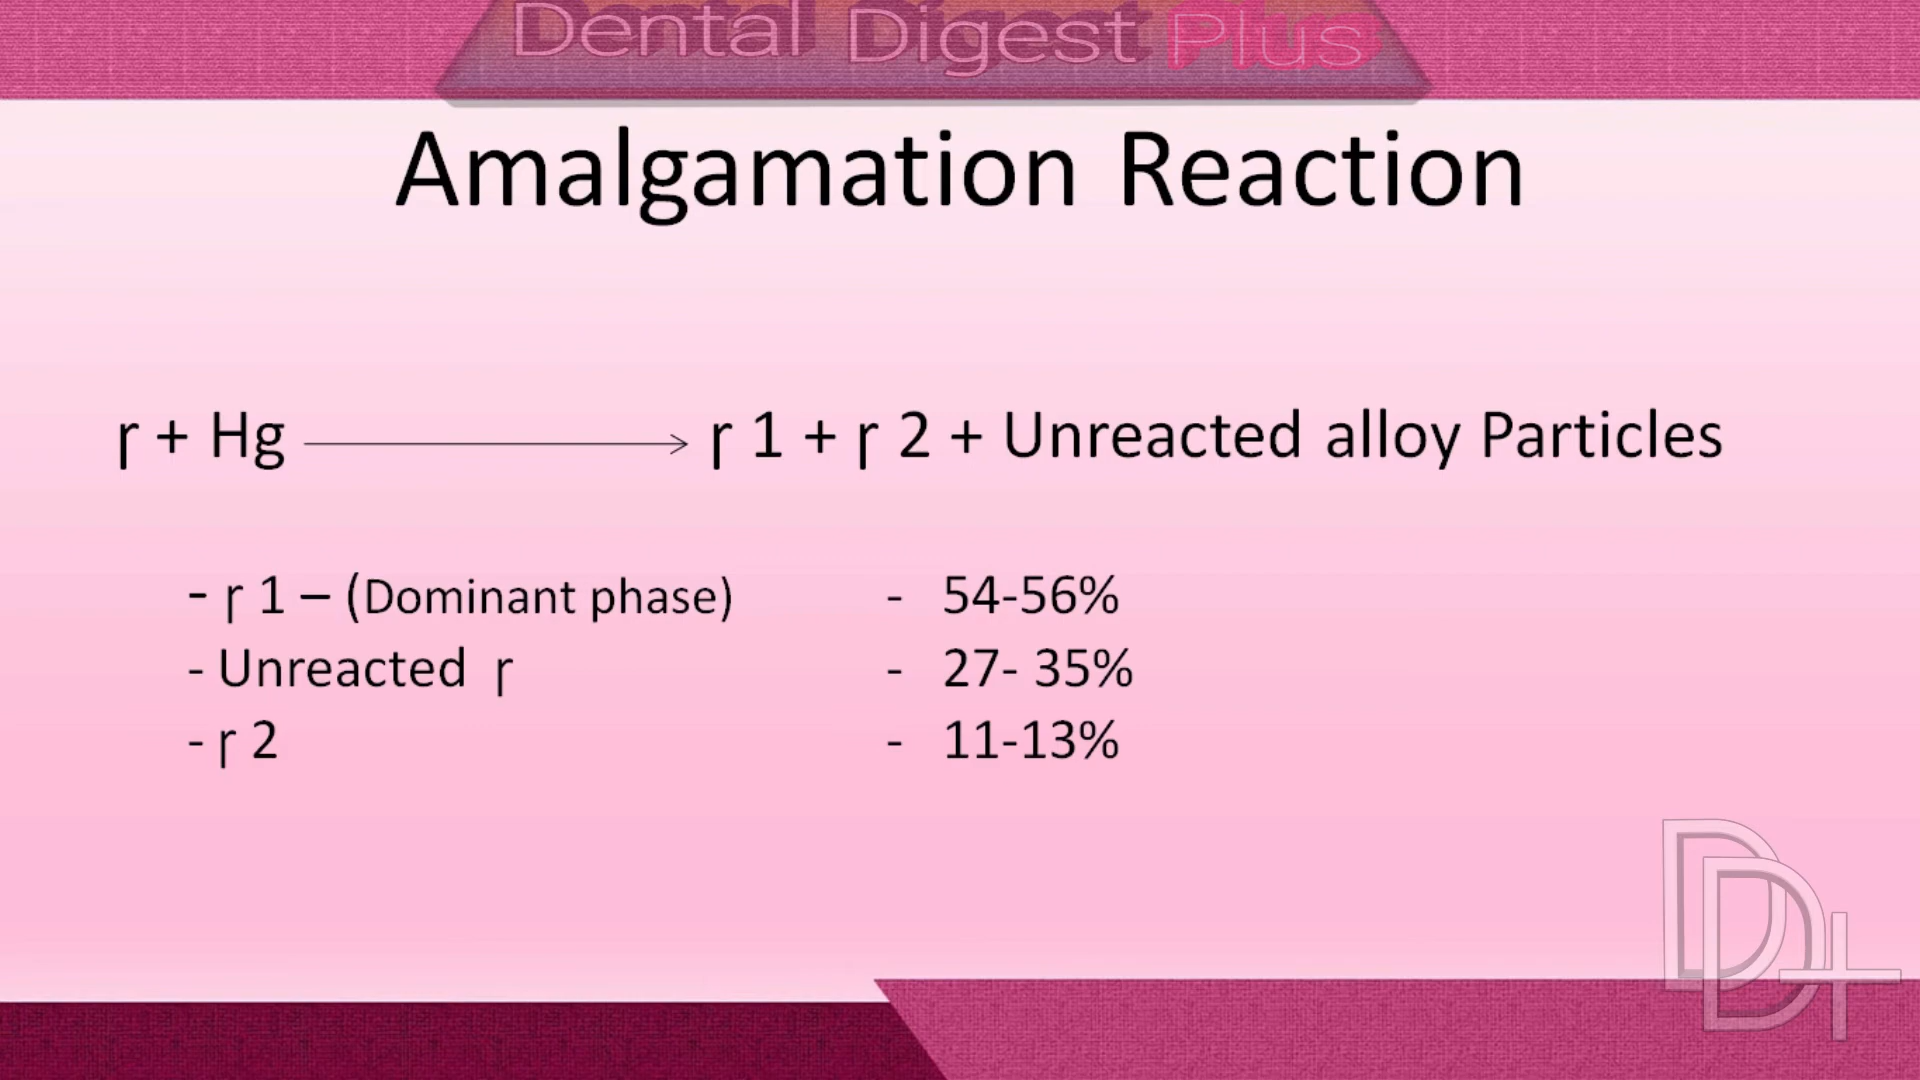 Dental Digest Plus
Amalgamation Reaction
ɼ + Hg ⟶ ɼ 1 + ɼ 2 + Unreacted alloy Particles
- ɼ 1 – (Dominant phase) - 54-56%
- Unreacted ɼ - 27- 35%
- ɼ 2 - 11-13%
DD+